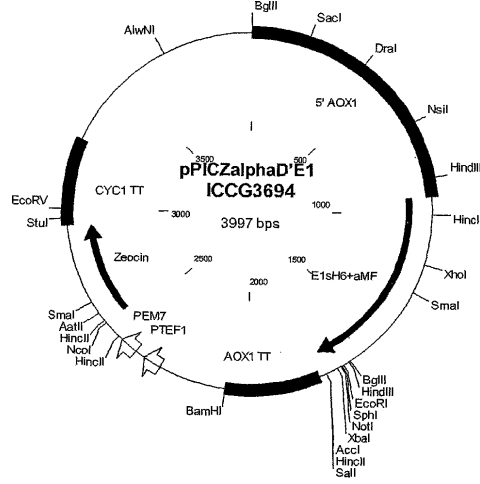 BglII
SacI
AlwNI
DraI
5' AOX1
NsiI
3500
500
pPICZalphaD'E1
HindIII
ICCG3694
CYC1 TT
EcoRV
3000
1000
HincII
StuI
3997 bps
Zeocin
2500
1500
XhoI
E1sH6+aMF
2000
SmaI
SmaI
PEM7
AatII
PTEF1
HincII
NcoI
AOX1 TT
HincII
BglII
HindIII
BamHI
EcoRI
SphI
NotI
XbaI
AccI
HincII
SalI